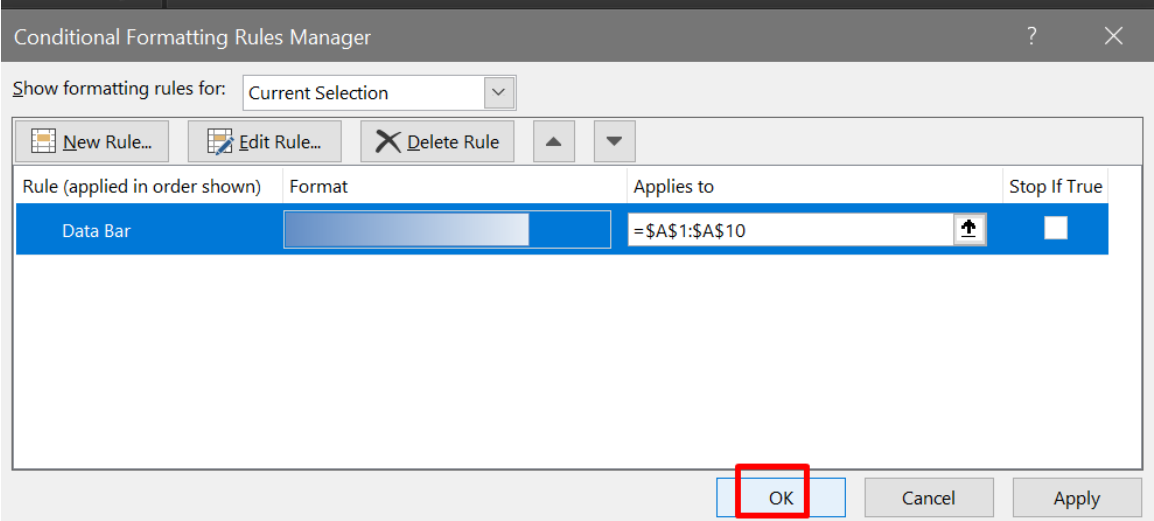 Conditional Formatting Rules Manager ?
Show formatting rules for: Current Selection
New Rule... Edit Rule... Delete Rule
Rule (applied in order shown) Format Applies to Stop If True
Data Bar =$A$1:$A$10
OK Cancel Apply